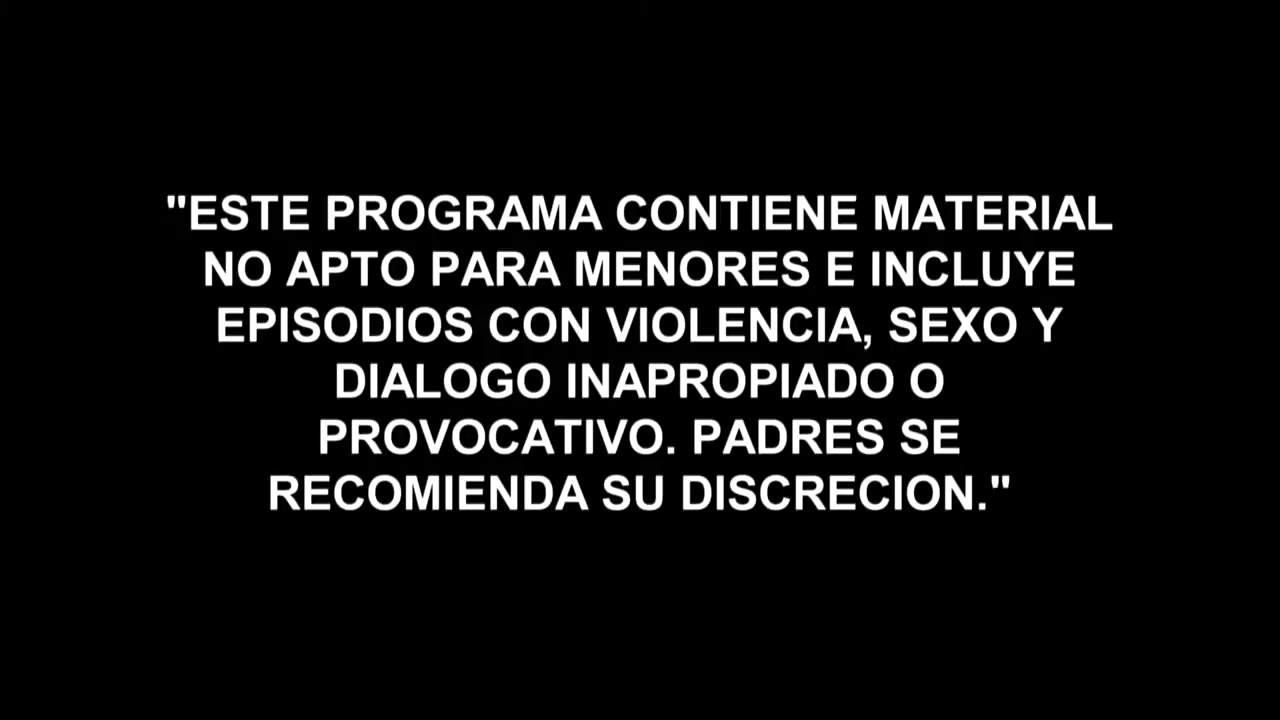 "ESTE PROGRAMA CONTIENE MATERIAL
NO APTO PARA MENORES E INCLUYE
EPISODIOS CON VIOLENCIA, SEXO Y
DIALOGO INAPROPIADO O
PROVOCATIVO. PADRES SE
RECOMIENDA SU DISCRECION."